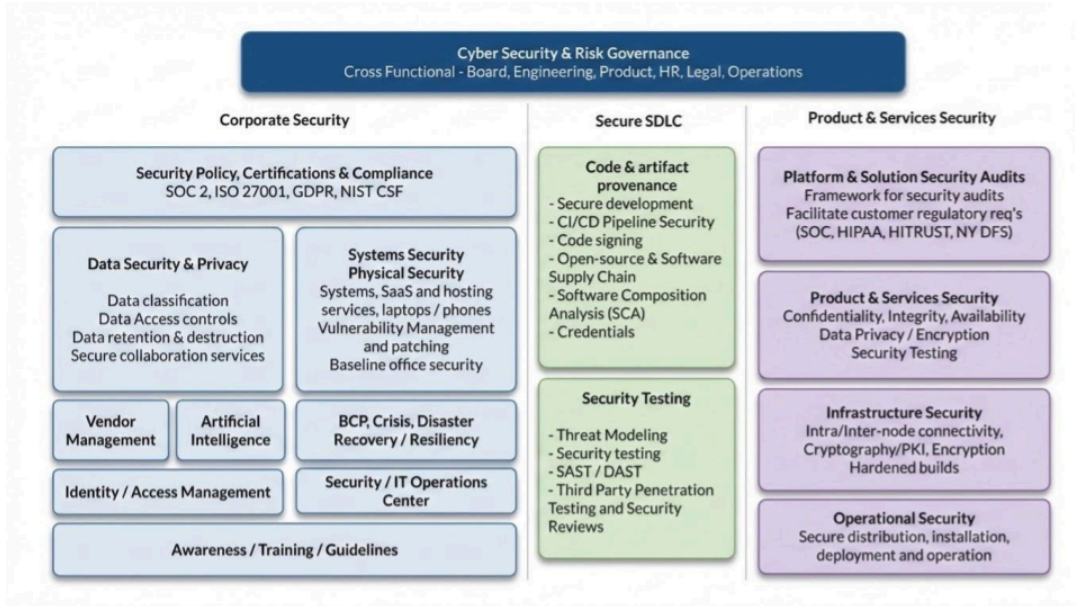 Cyber Security & Risk Governance
Cross Functional - Board, Engineering, Product, HR, Legal, Operations
Corporate Security
Security Policy, Certifications & Compliance
SOC 2, ISO 27001, GDPR, NIST CSF
Data Security & Privacy
Data classification
Data Access controls
Data retention & destruction
Secure collaboration services
Systems Security
Physical Security
Systems, SaaS and hosting
services, laptops / phones
Vulnerability Management
and patching
Baseline office security
Vendor
Management
Artificial
Intelligence
BCP, Crisis, Disaster
Recovery / Resiliency
Identity / Access Management
Security / IT Operations
Center
Awareness / Training / Guidelines
Secure SDLC
Code & artifact
provenance
- Secure development
- CI/CD Pipeline Security
- Code signing
- Open-source & Software
Supply Chain
- Software Composition
Analysis (SCA)
- Credentials
Security Testing
- Threat Modeling
- Security testing
- SAST / DAST
- Third Party Penetration
Testing and Security
Reviews
Product & Services Security
Platform & Solution Security Audits
Framework for security audits
Facilitate customer regulatory req's
(SOC, HIPAA, HITRUST, NY DFS)
Product & Services Security
Confidentiality, Integrity, Availability
Data Privacy / Encryption
Security Testing
Infrastructure Security
Intra/Inter-node connectivity,
Cryptography/PKI, Encryption
Hardened builds
Operational Security
Secure distribution, installation,
deployment and operation